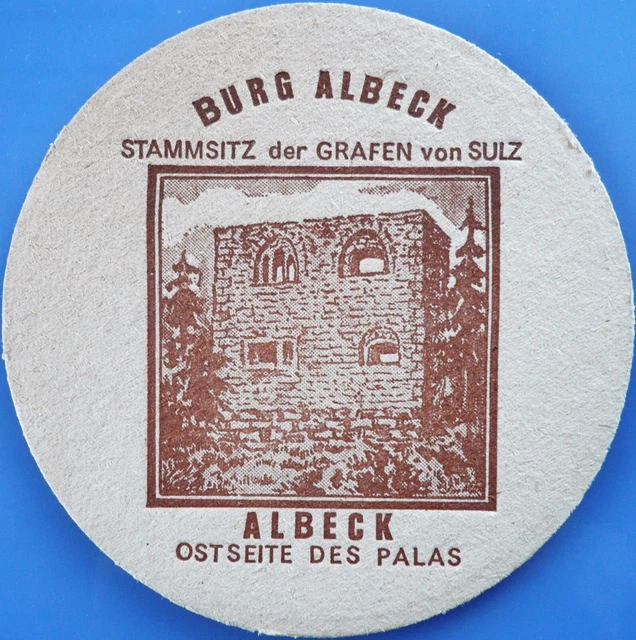 BURG ALBECK
STAMMSITZ der GRAFEN von SULZ
ALBECK
OSTSEITE DES PALAS